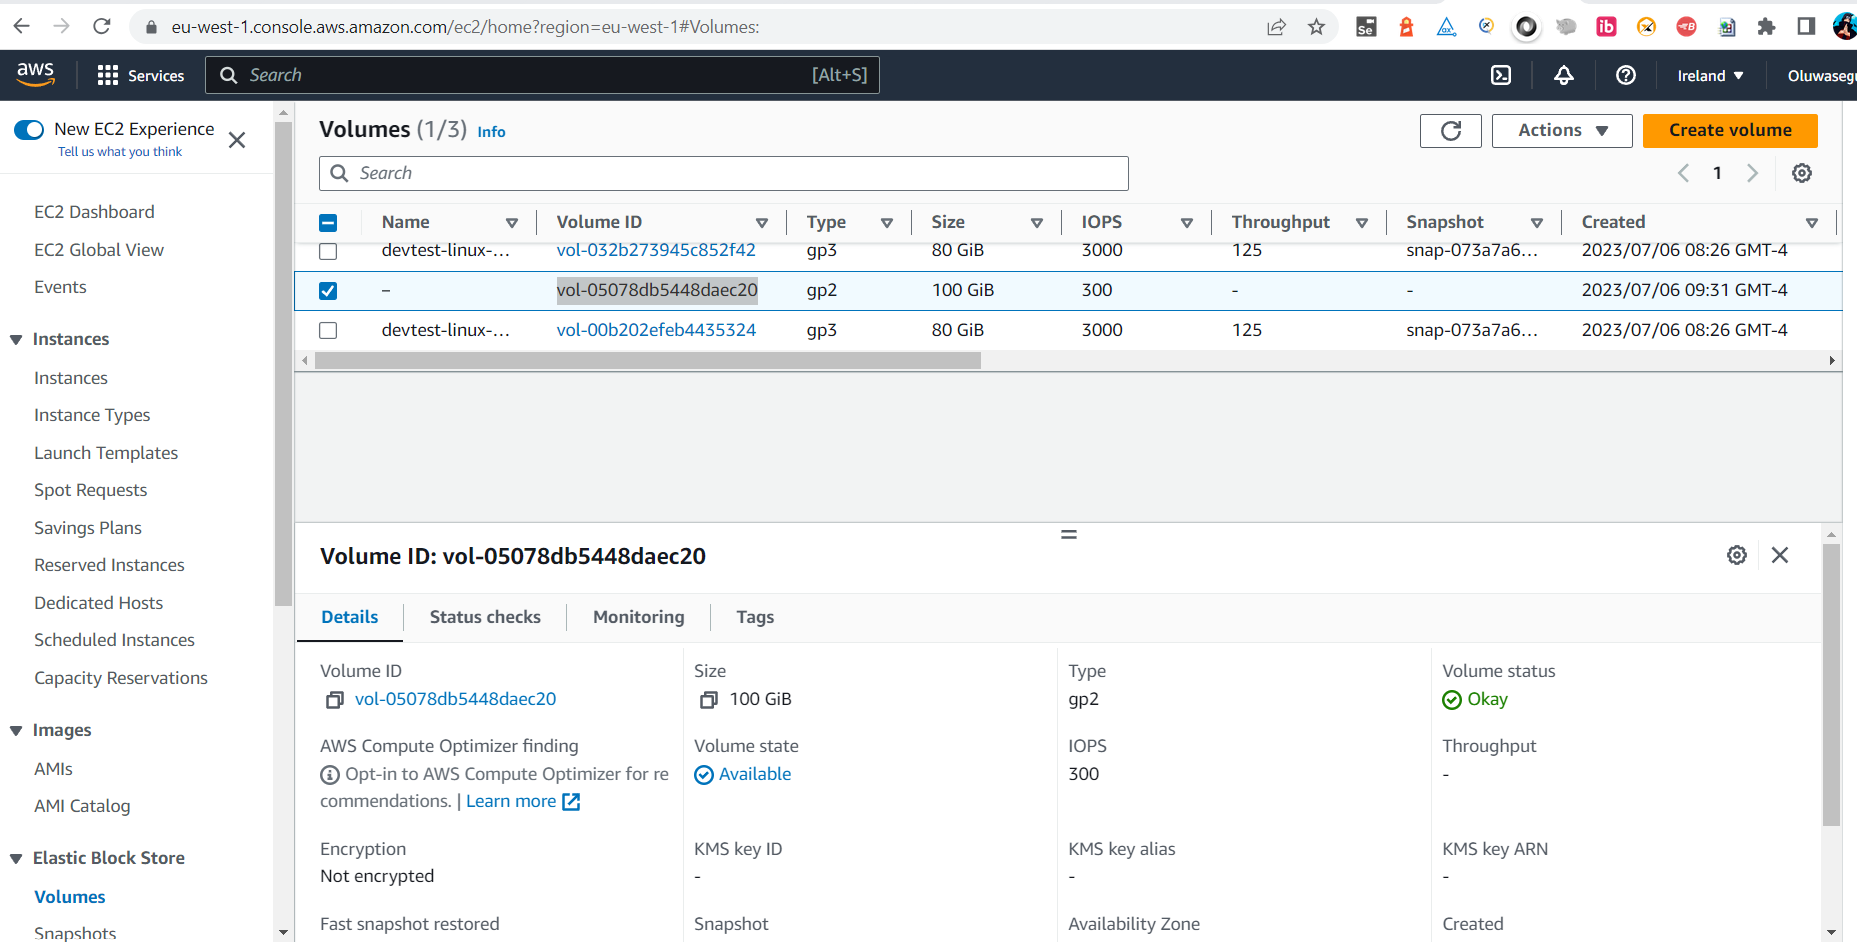 eu-west-1.console.aws.amazon.com/ec2/home?region=eu-west-1#Volumes:
aws
Services
Search
[Alt+S]
Ireland
Oluwasegu
New EC2 Experience
Tell us what you think
EC2 Dashboard
EC2 Global View
Events
Instances
Instances
Instance Types
Launch Templates
Spot Requests
Savings Plans
Reserved Instances
Dedicated Hosts
Scheduled Instances
Capacity Reservations
Images
AMIs
AMI Catalog
Elastic Block Store
Volumes
Snapshots
Volumes (1/3) Info
Actions
Create volume
Search
1
Name Volume ID Type Size IOPS Throughput Snapshot Created
devtest-linux-... vol-032b273945c852f42 gp3 80 GiB 3000 125 snap-073a7a6... 2023/07/06 08:26 GMT-4
– vol-05078db5448daec20 gp2 100 GiB 300 - - 2023/07/06 09:31 GMT-4
devtest-linux-... vol-00b202efeb4435324 gp3 80 GiB 3000 125 snap-073a7a6... 2023/07/06 08:26 GMT-4
Volume ID: vol-05078db5448daec20
Details Status checks Monitoring Tags
Volume ID Size Type Volume status
vol-05078db5448daec20 100 GiB gp2 Okay
AWS Compute Optimizer finding Volume state IOPS Throughput
Opt-in to AWS Compute Optimizer for re Available 300 -
commendations. | Learn more
Encryption KMS key ID KMS key alias KMS key ARN
Not encrypted - - -
Fast snapshot restored Snapshot Availability Zone Created